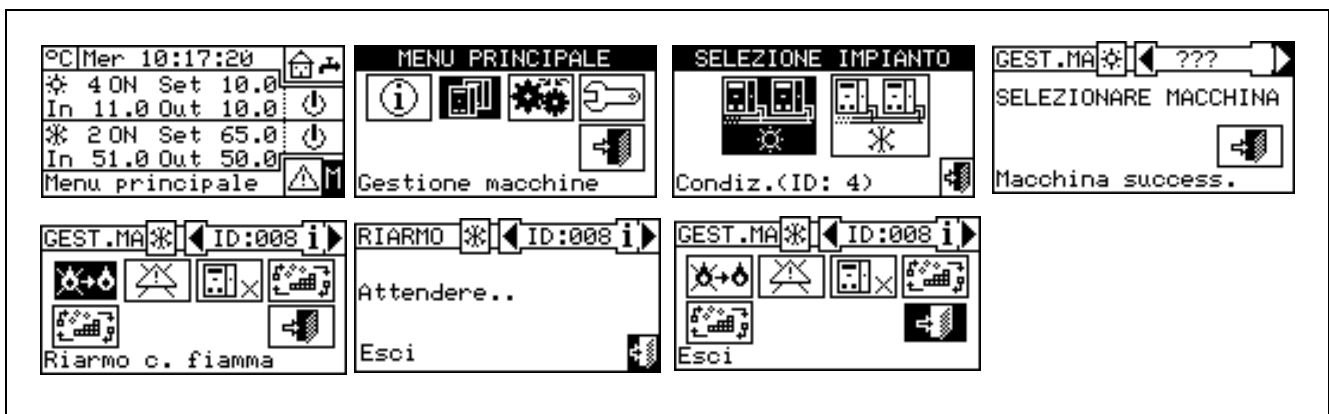 ºC Mer 10:17:20
4 ON Set 10.0
In 11.0 Out 10.0
2 ON Set 65.0
In 51.0 Out 50.0
Menu principale M
MENU PRINCIPALE
i
Gestione macchine
SELEZIONE IMPIANTO
Condiz.(ID: 4)
GEST.MA ???
SELEZIONARE MACCHINA
Macchina success.
GEST.MA ID:008 i
Riarmo c. fiamma
RIARMO ID:008 i
Attendere..
Esci
GEST.MA ID:008 i
Esci